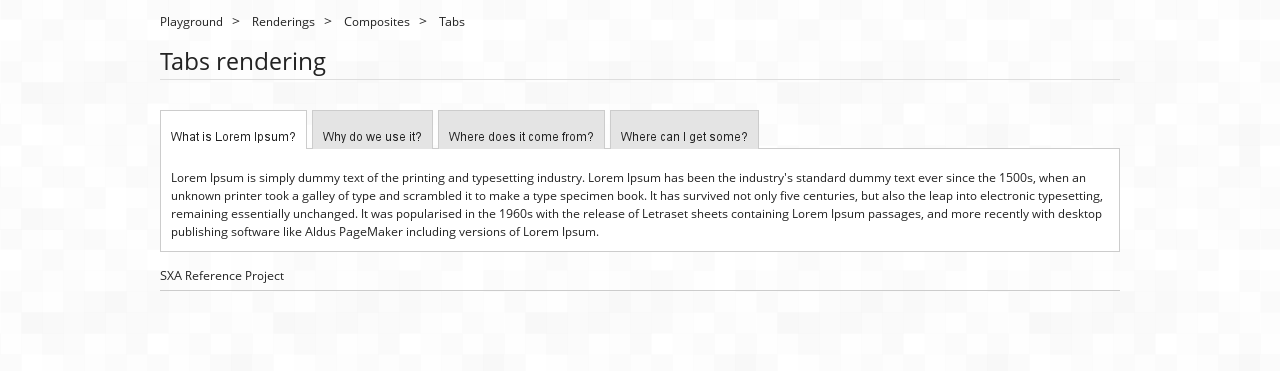 Playground > Renderings > Composites > Tabs
Tabs rendering
What is Lorem Ipsum? Why do we use it? Where does it come from? Where can I get some?
Lorem Ipsum is simply dummy text of the printing and typesetting industry. Lorem Ipsum has been the industry's standard dummy text ever since the 1500s, when an
unknown printer took a galley of type and scrambled it to make a type specimen book. It has survived not only five centuries, but also the leap into electronic typesetting,
remaining essentially unchanged. It was popularised in the 1960s with the release of Letraset sheets containing Lorem Ipsum passages, and more recently with desktop
publishing software like Aldus PageMaker including versions of Lorem Ipsum.
SXA Reference Project